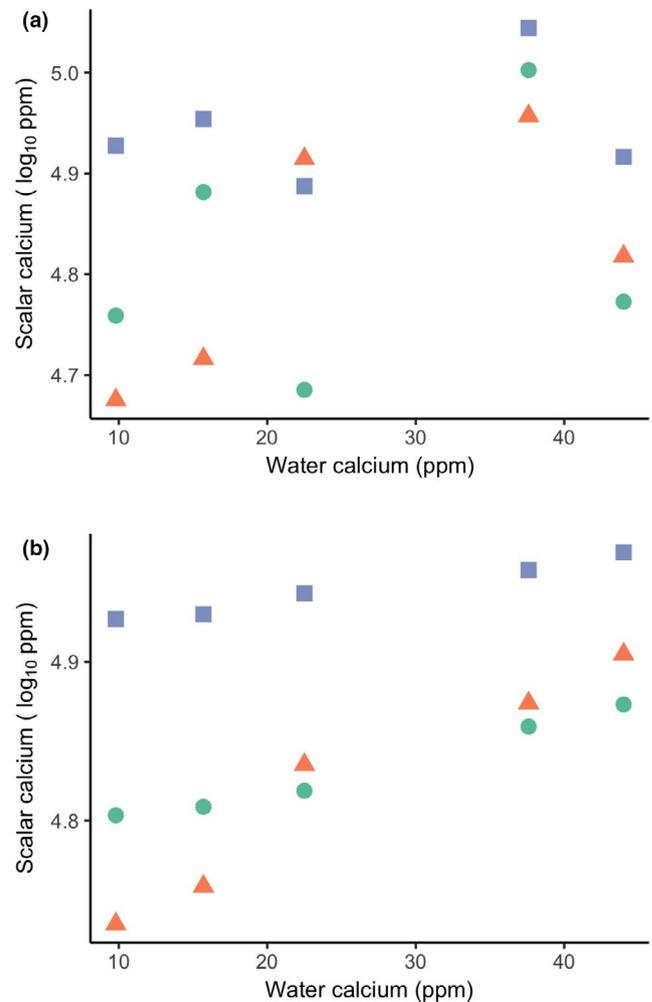 (a)
Scalar calcium ( log₁₀ ppm)
5.0
4.9
4.8
4.7
10 20 30 40
Water calcium (ppm)
(b)
Scalar calcium ( log₁₀ ppm)
4.9
4.8
10 20 30 40
Water calcium (ppm)